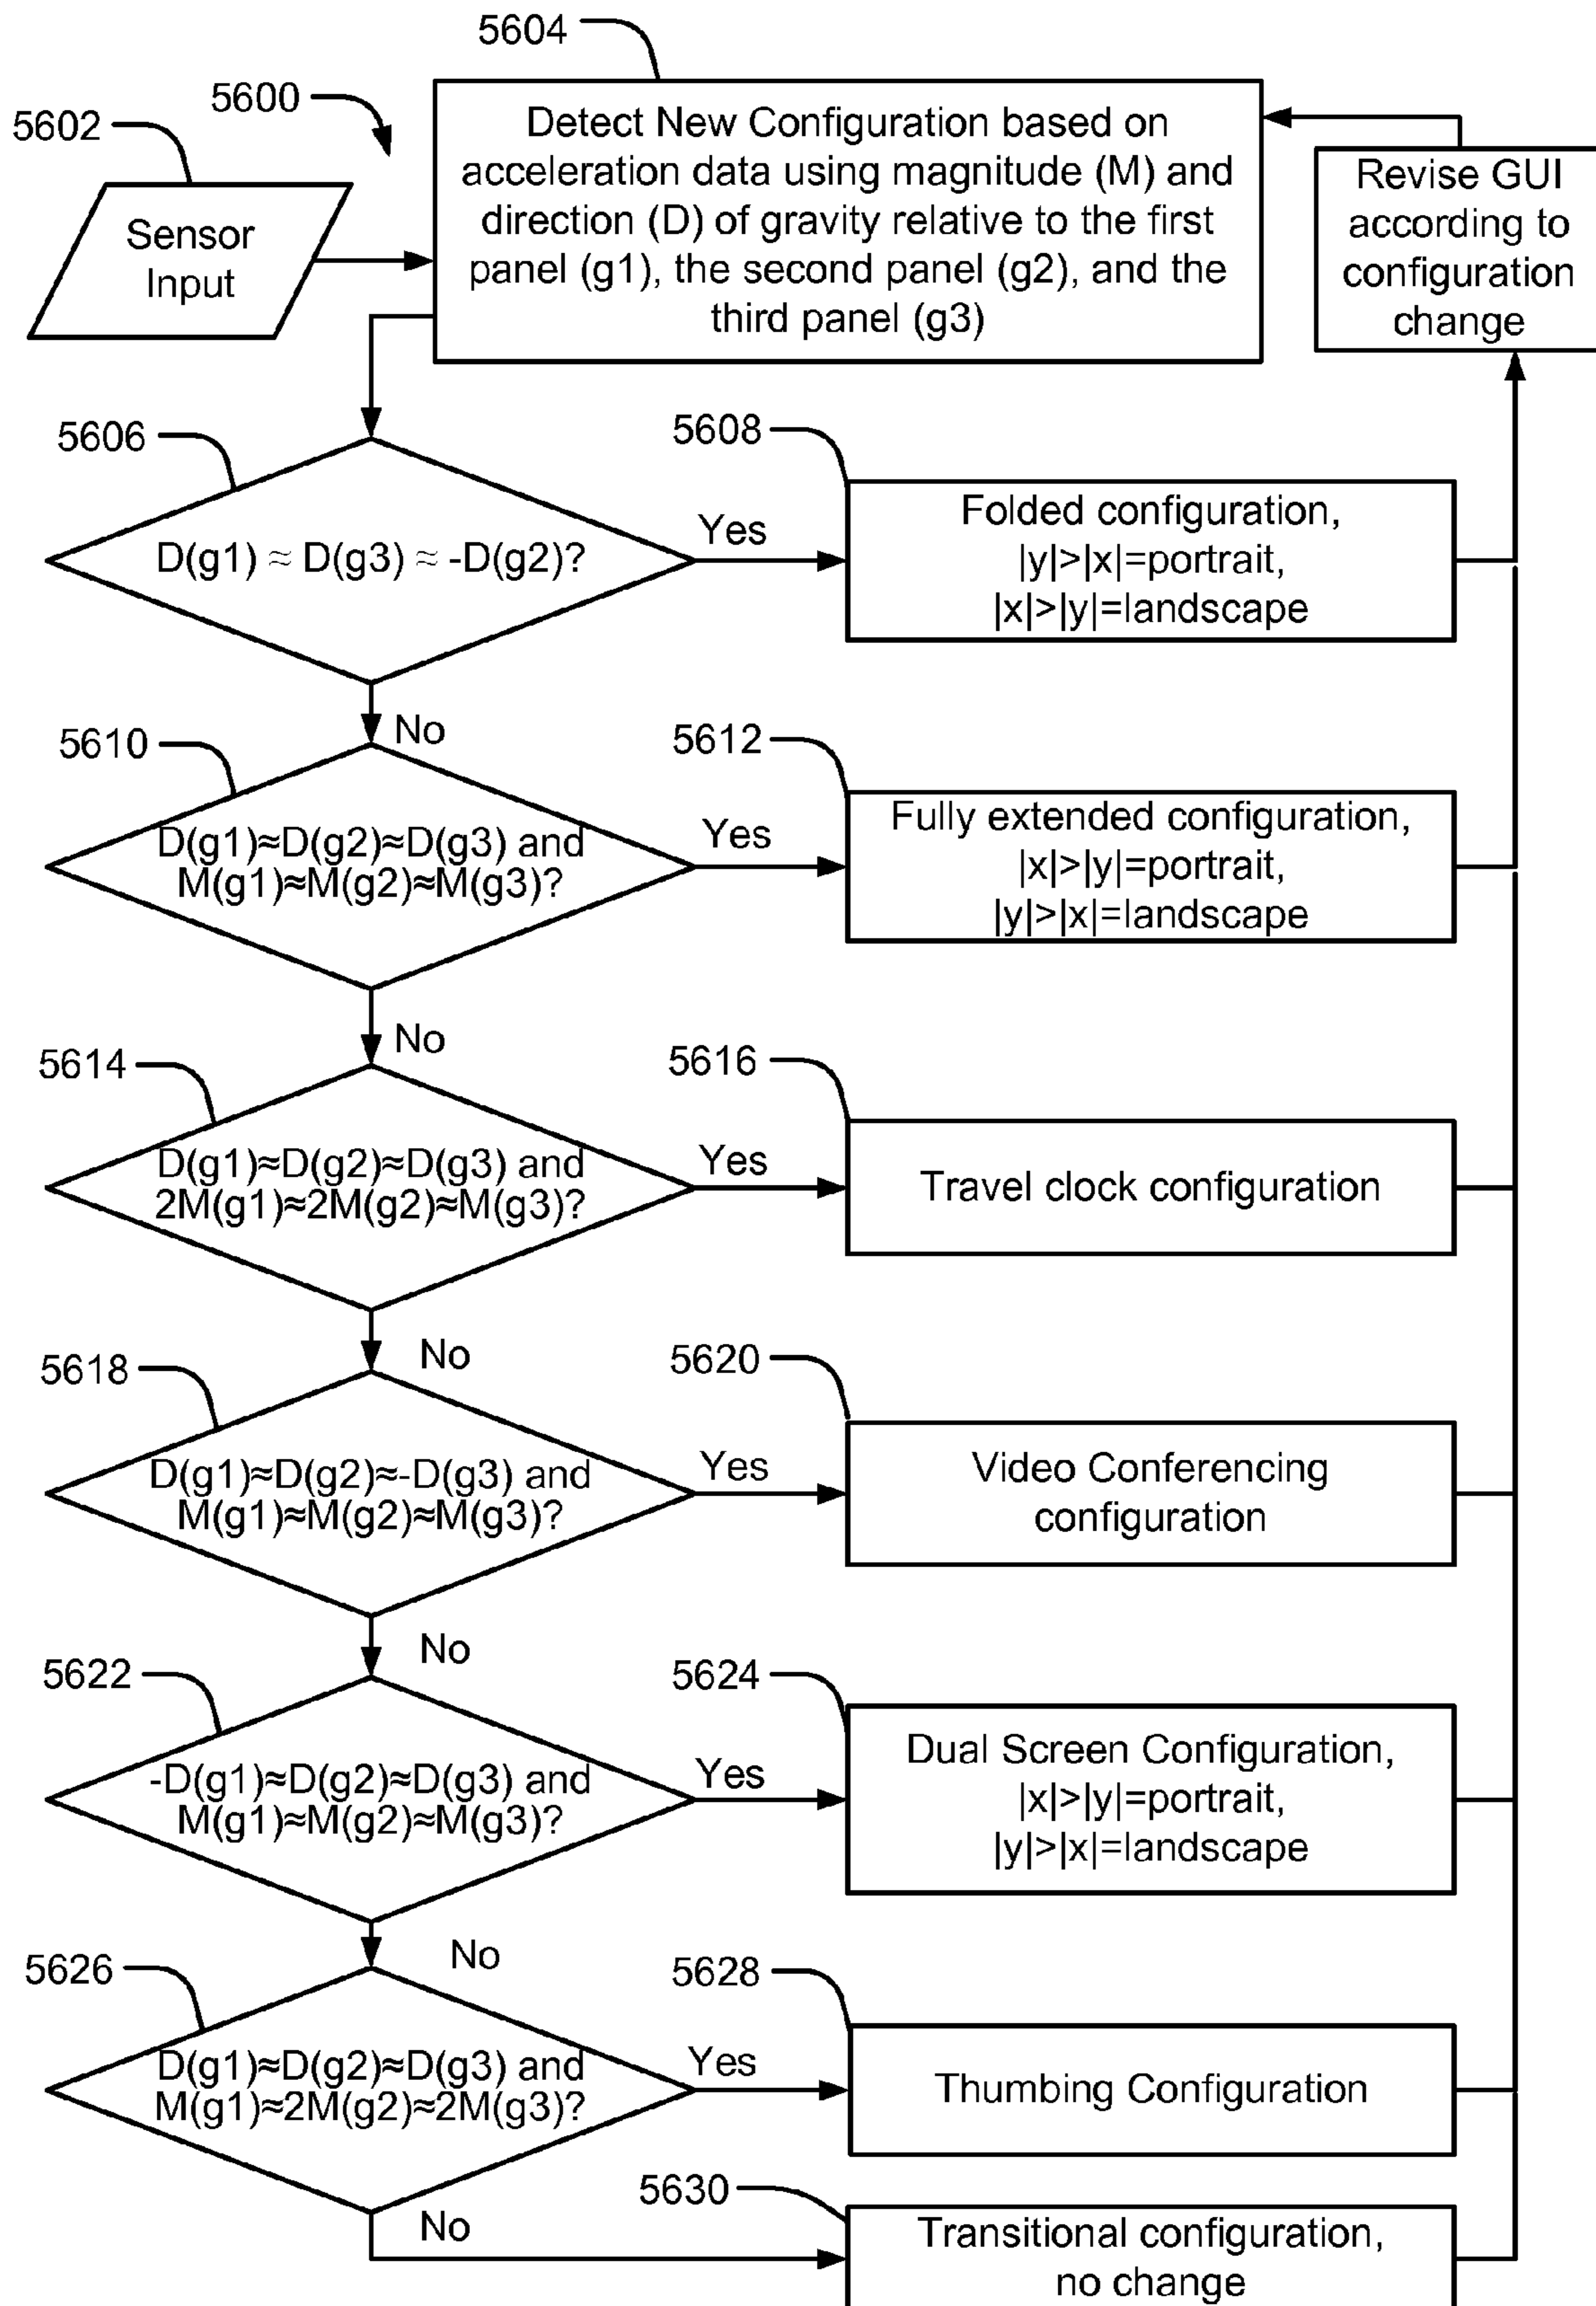 5604
5600
5602
Detect New Configuration based on
acceleration data using magnitude (M) and
direction (D) of gravity relative to the first
panel (g1), the second panel (g2), and the
third panel (g3)
Revise GUI
according to
configuration
change
Sensor
Input
5606
D(g1) ≈ D(g3) ≈ -D(g2)?
Yes
5608
Folded configuration,
|y|>|x|=portrait,
|x|>|y|=landscape
No
5610
D(g1)≈D(g2)≈D(g3) and
M(g1)≈M(g2)≈M(g3)?
Yes
5612
Fully extended configuration,
|x|>|y|=portrait,
|y|>|x|=landscape
No
5614
D(g1)≈D(g2)≈D(g3) and
2M(g1)≈2M(g2)≈M(g3)?
Yes
5616
Travel clock configuration
No
5618
D(g1)≈D(g2)≈-D(g3) and
M(g1)≈M(g2)≈M(g3)?
Yes
5620
Video Conferencing
configuration
No
5622
-D(g1)≈D(g2)≈D(g3) and
M(g1)≈M(g2)≈M(g3)?
Yes
5624
Dual Screen Configuration,
|x|>|y|=portrait,
|y|>|x|=landscape
No
5626
D(g1)≈D(g2)≈D(g3) and
M(g1)≈2M(g2)≈2M(g3)?
Yes
5628
Thumbing Configuration
No
5630
Transitional configuration,
no change